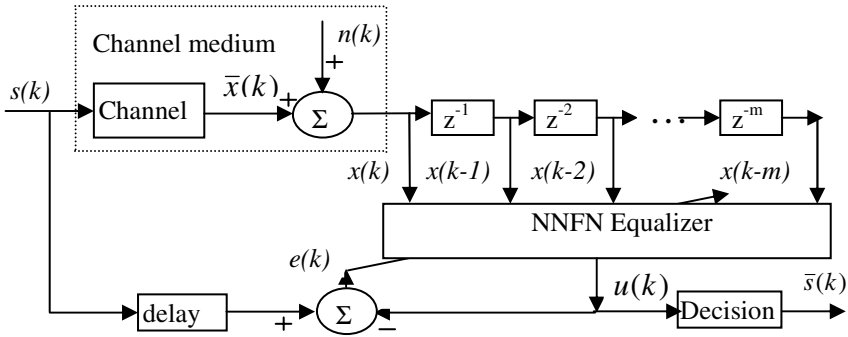 Channel medium
n(k)
+
s(k)
Channel
x̅(k)
+
Σ
z⁻¹
z⁻²
...
z⁻ᵐ
x(k)
x(k-1)
x(k-2)
x(k-m)
NNFN Equalizer
e(k)
u(k)
s̅(k)
delay
+
Σ
−
Decision